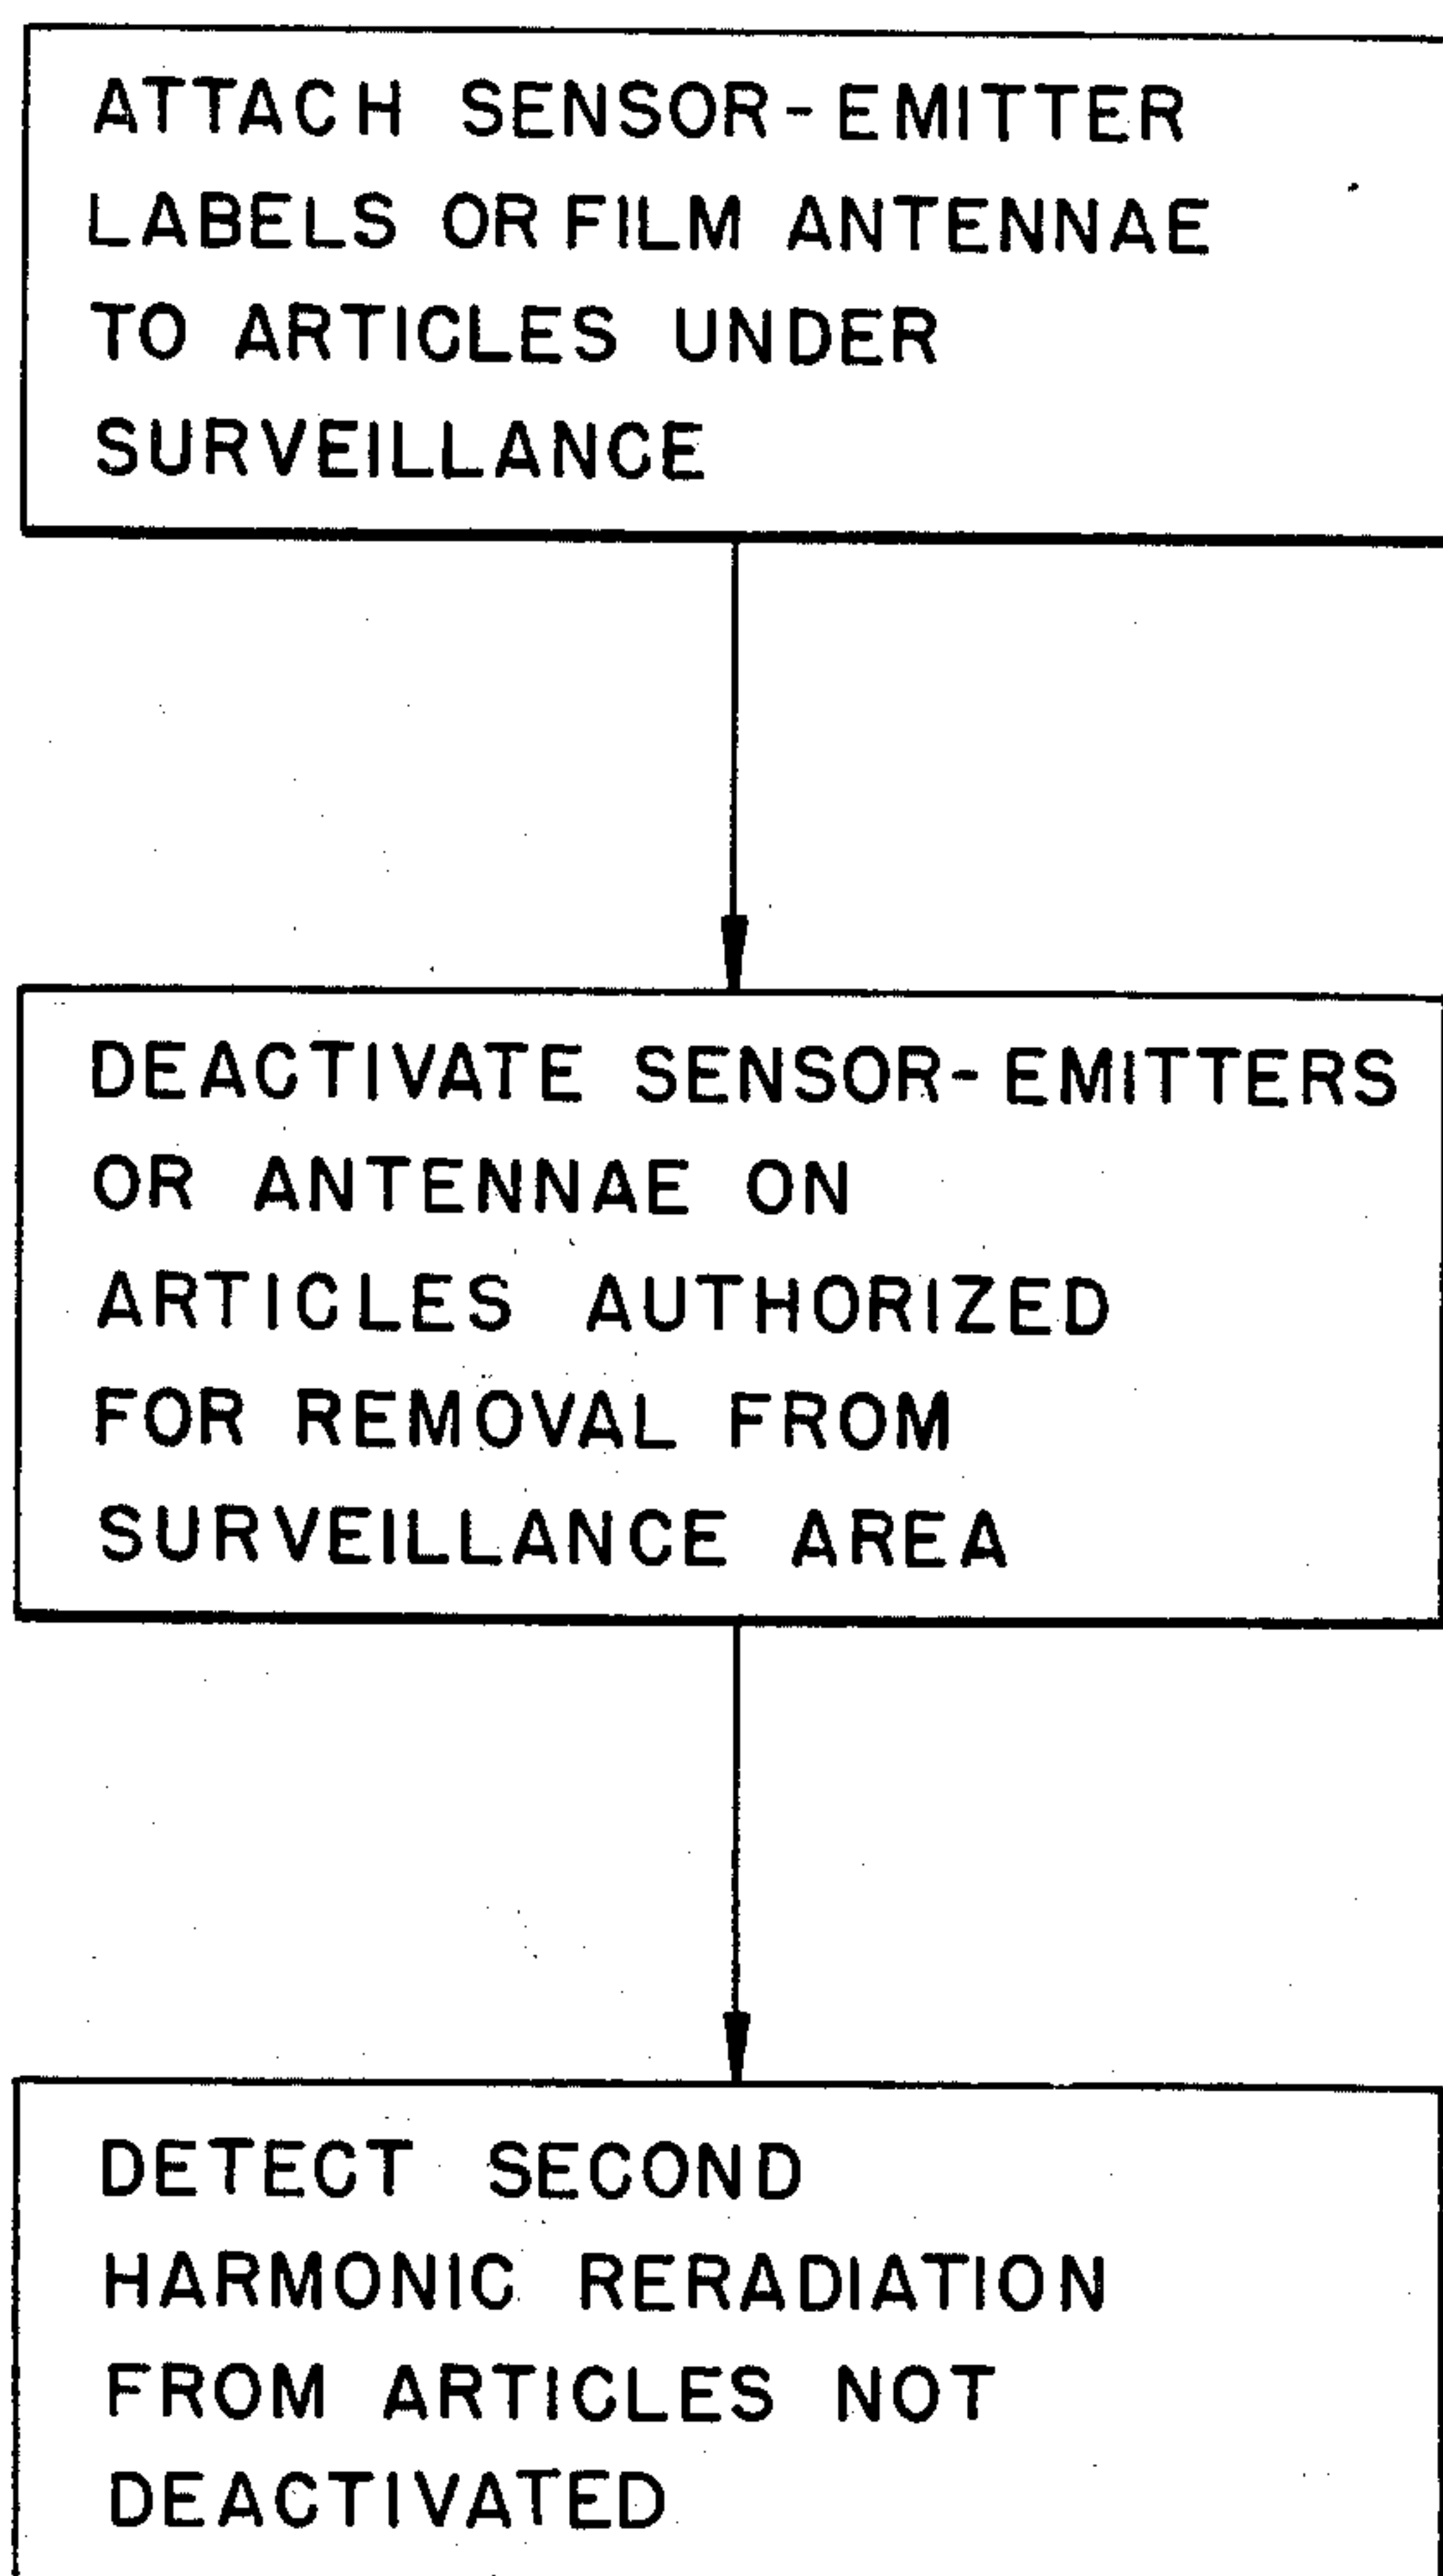 ATTACH SENSOR-EMITTER
LABELS OR FILM ANTENNAE
TO ARTICLES UNDER
SURVEILLANCE
DEACTIVATE SENSOR-EMITTERS
OR ANTENNAE ON
ARTICLES AUTHORIZED
FOR REMOVAL FROM
SURVEILLANCE AREA
DETECT SECOND
HARMONIC RERADIATION
FROM ARTICLES NOT
DEACTIVATED